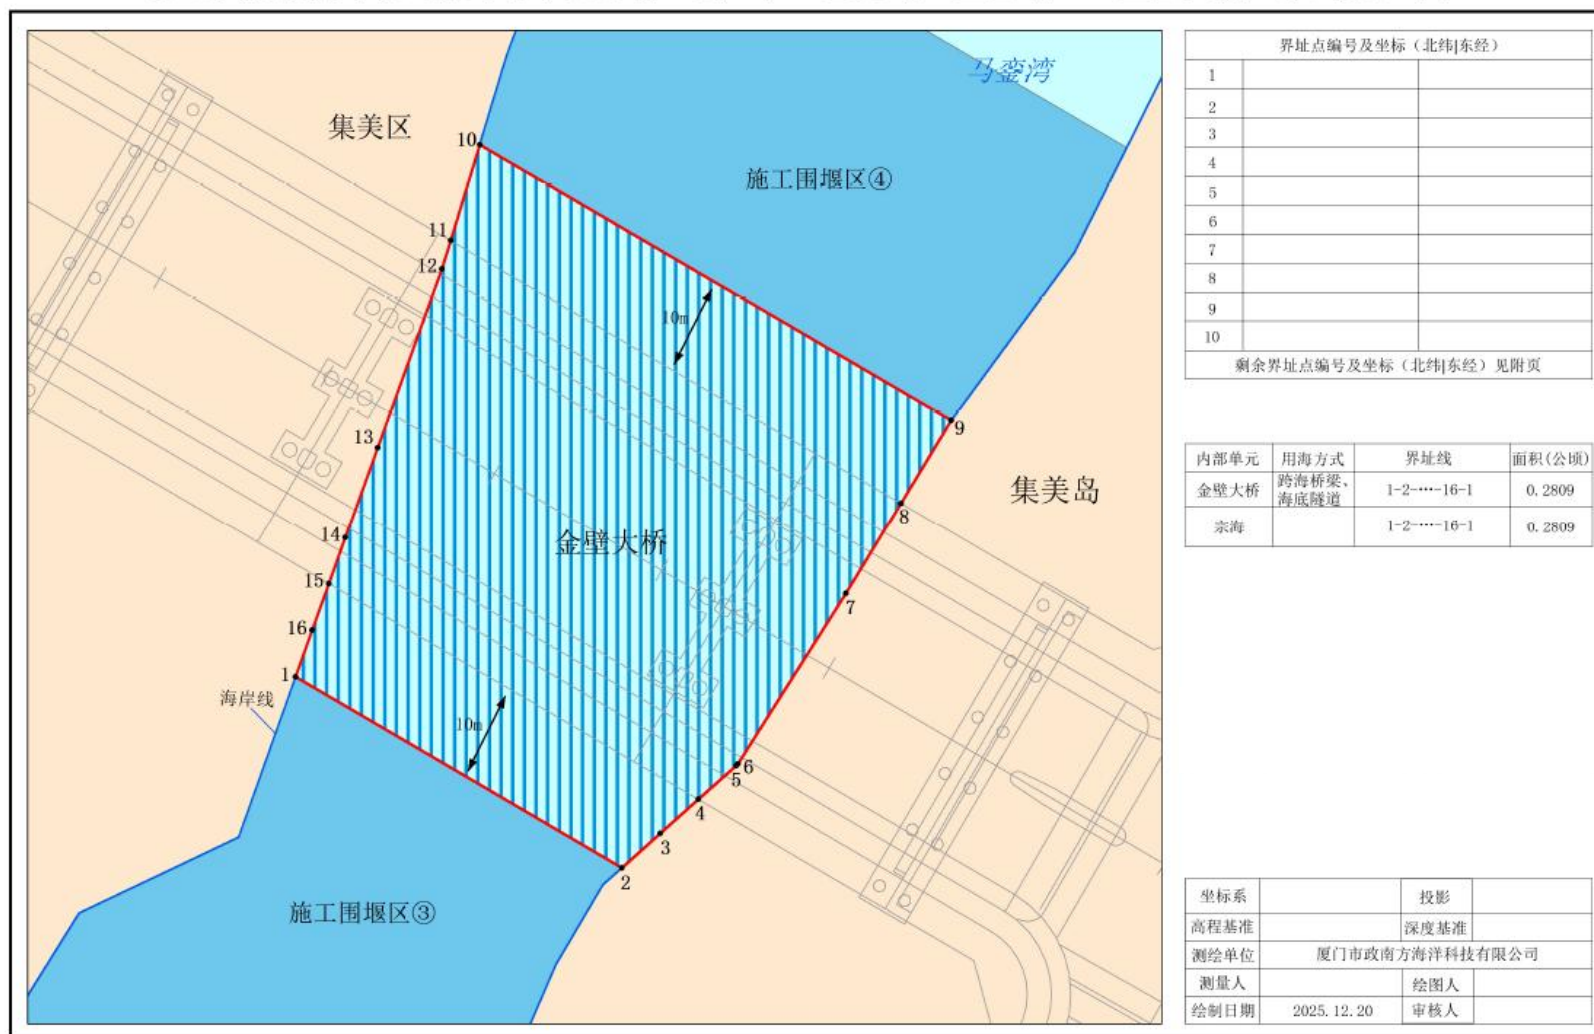 马銮湾
集美区
施工围堰区④
10
11
12
10m
13
9
集美岛
8
14
金壁大桥
15
7
16
1
海岸线
10m
6
5
4
3
2
施工围堰区③
界址点编号及坐标（北纬|东经）
1
2
3
4
5
6
7
8
9
10
剩余界址点编号及坐标（北纬|东经）见附页
内部单元 用海方式 界址线 面积(公顷)
金壁大桥 跨海桥梁、海底隧道 1-2-…-16-1 0.2809
宗海 1-2-…-16-1 0.2809
坐标系 投影
高程基准 深度基准
测绘单位 厦门市政南方海洋科技有限公司
测量人 绘图人
绘制日期 2025.12.20 审核人